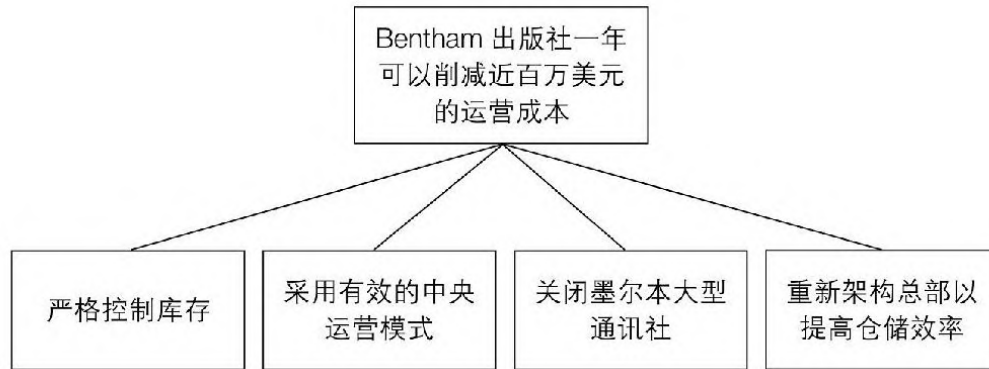 Bentham 出版社一年
可以削减近百万美元
的运营成本
严格控制库存
采用有效的中央
运营模式
关闭墨尔本大型
通讯社
重新架构总部以
提高仓储效率